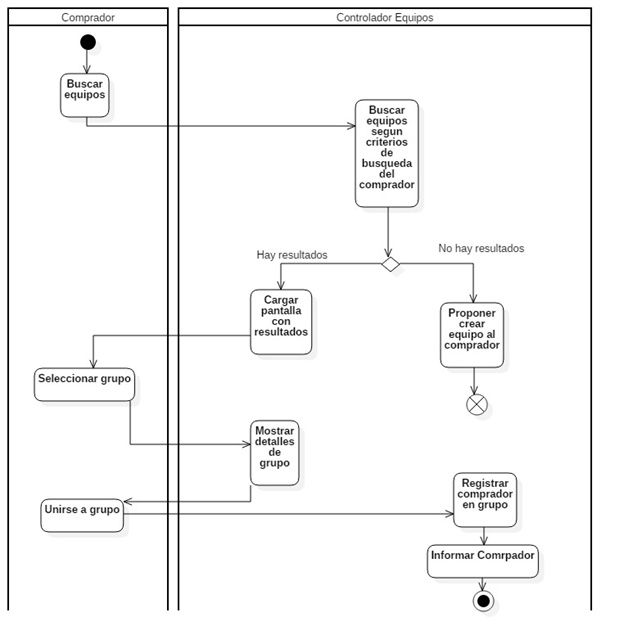 Comprador
Controlador Equipos
Buscar
equipos
Buscar
equipos
segun
criterios
de
busqueda
del
comprador
Hay resultados
No hay resultados
Cargar
pantalla
con
resultados
Proponer
crear
equipo al
comprador
Seleccionar grupo
Mostrar
detalles
de
grupo
Unirse a grupo
Registrar
comprador
en grupo
Informar Comrpador